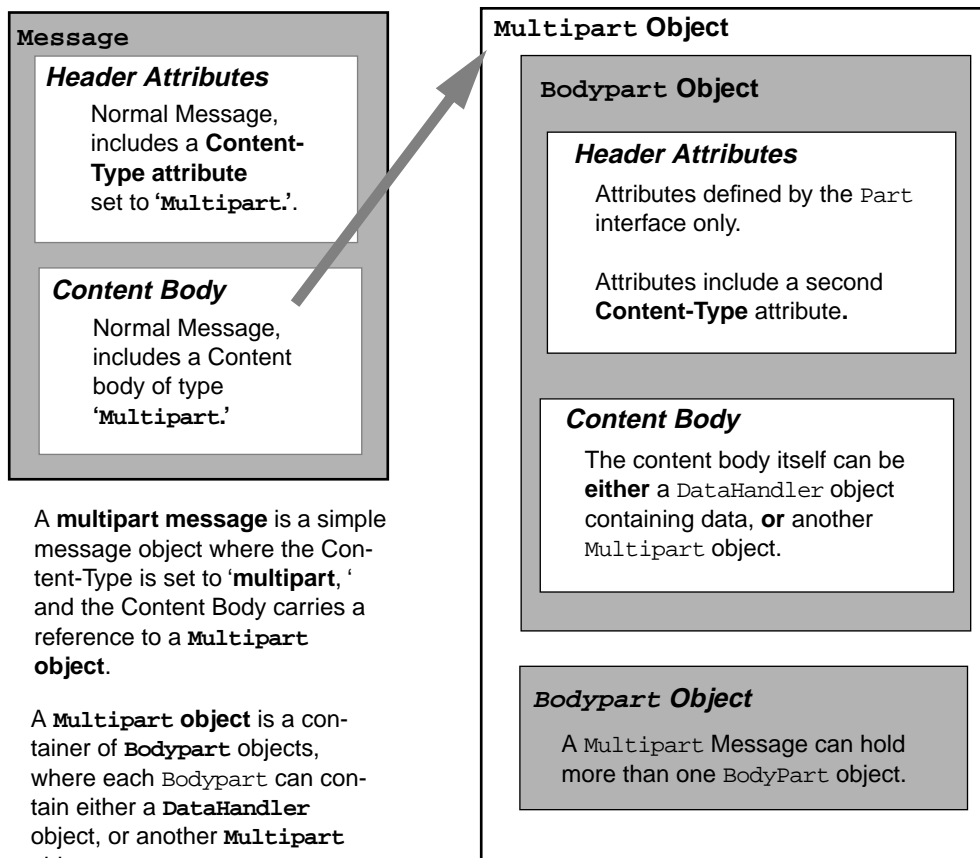 Message
Header Attributes
Normal Message,
includes a Content-
Type attribute
set to ‘Multipart.’.
Content Body
Normal Message,
includes a Content
body of type
‘Multipart.’
A multipart message is a simple
message object where the Con-
tent-Type is set to ‘multipart, ‘
and the Content Body carries a
reference to a Multipart
object.
A Multipart object is a con-
tainer of Bodypart objects,
where each Bodypart can con-
tain either a DataHandler
object, or another Multipart
Multipart Object
Bodypart Object
Header Attributes
Attributes defined by the Part
interface only.
Attributes include a second
Content-Type attribute.
Content Body
The content body itself can be
either a DataHandler object
containing data, or another
Multipart object.
Bodypart Object
A Multipart Message can hold
more than one BodyPart object.